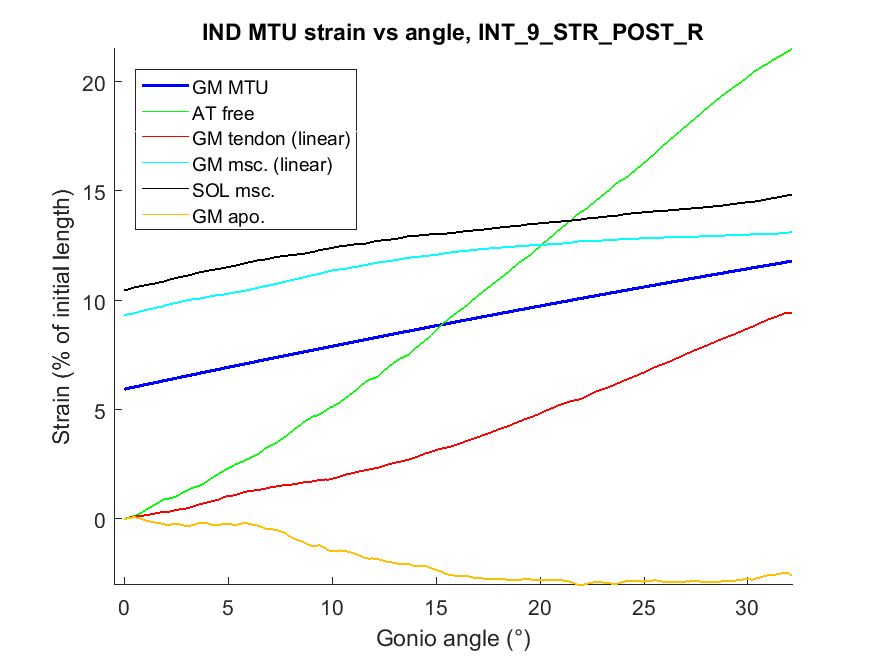 IND MTU strain vs angle, INT_9_STR_POST_R
GM MTU
AT free
GM tendon (linear)
GM msc. (linear)
SOL msc.
GM apo.
20
15
10
5
0
Strain (% of initial length)
0 5 10 15 20 25 30
Gonio angle (°)